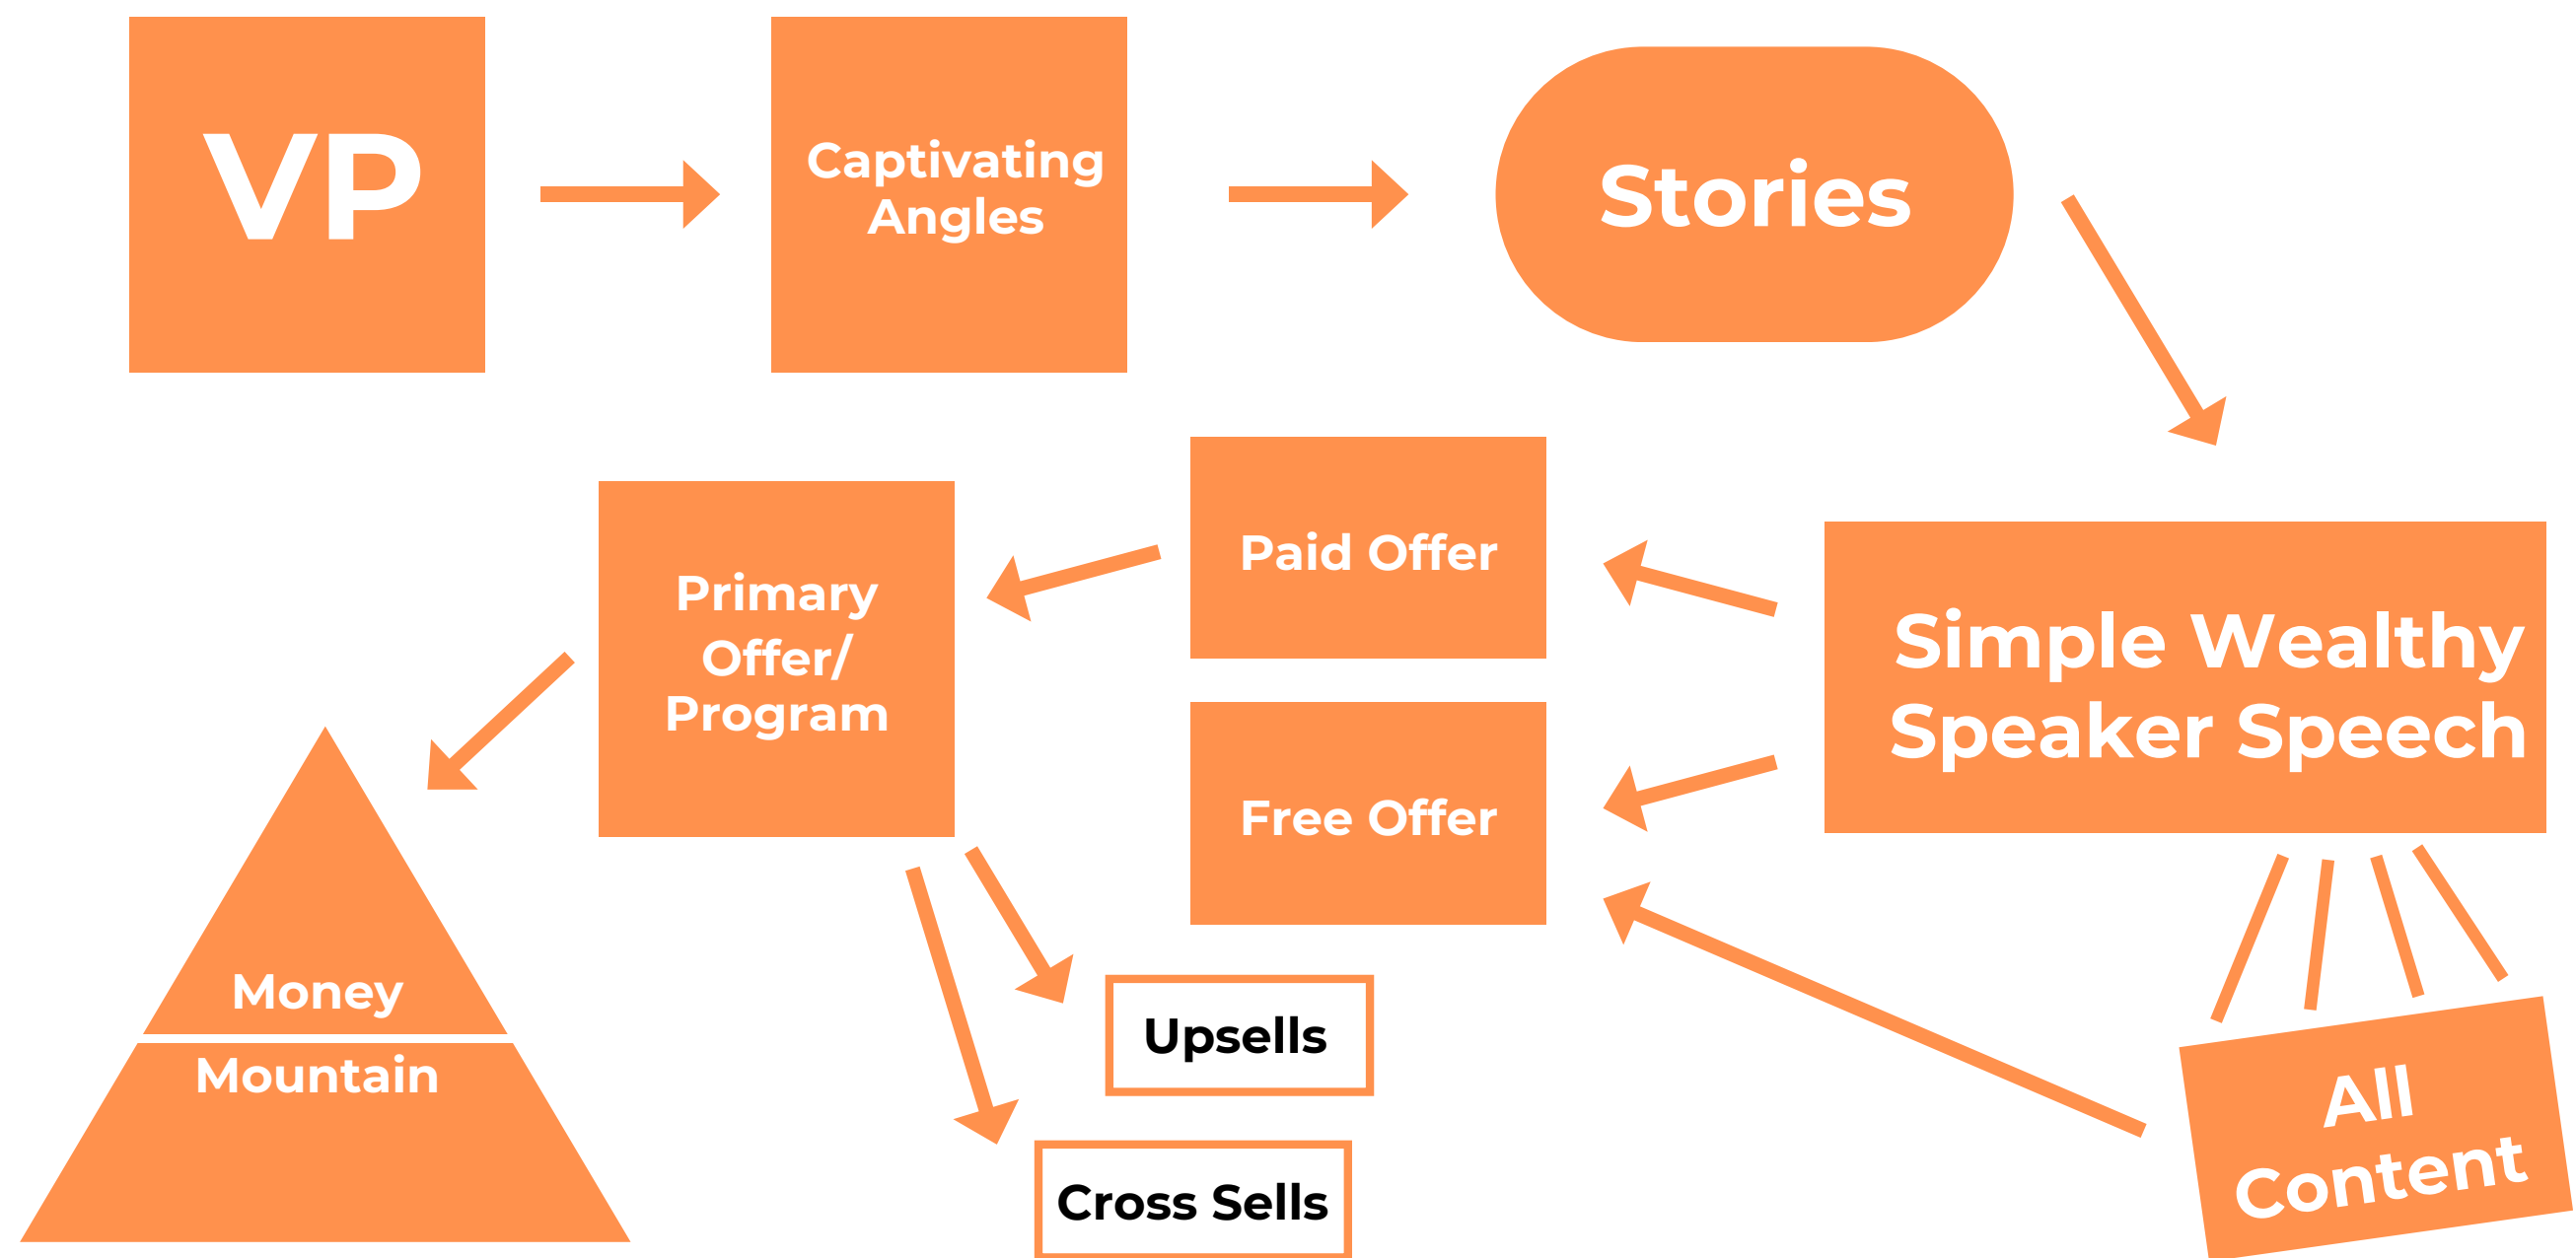 VP
Captivating
Angles
Stories
Simple Wealthy
Speaker Speech
Paid Offer
Free Offer
Primary
Offer/
Program
Money
Mountain
Upsells
Cross Sells
All
Content